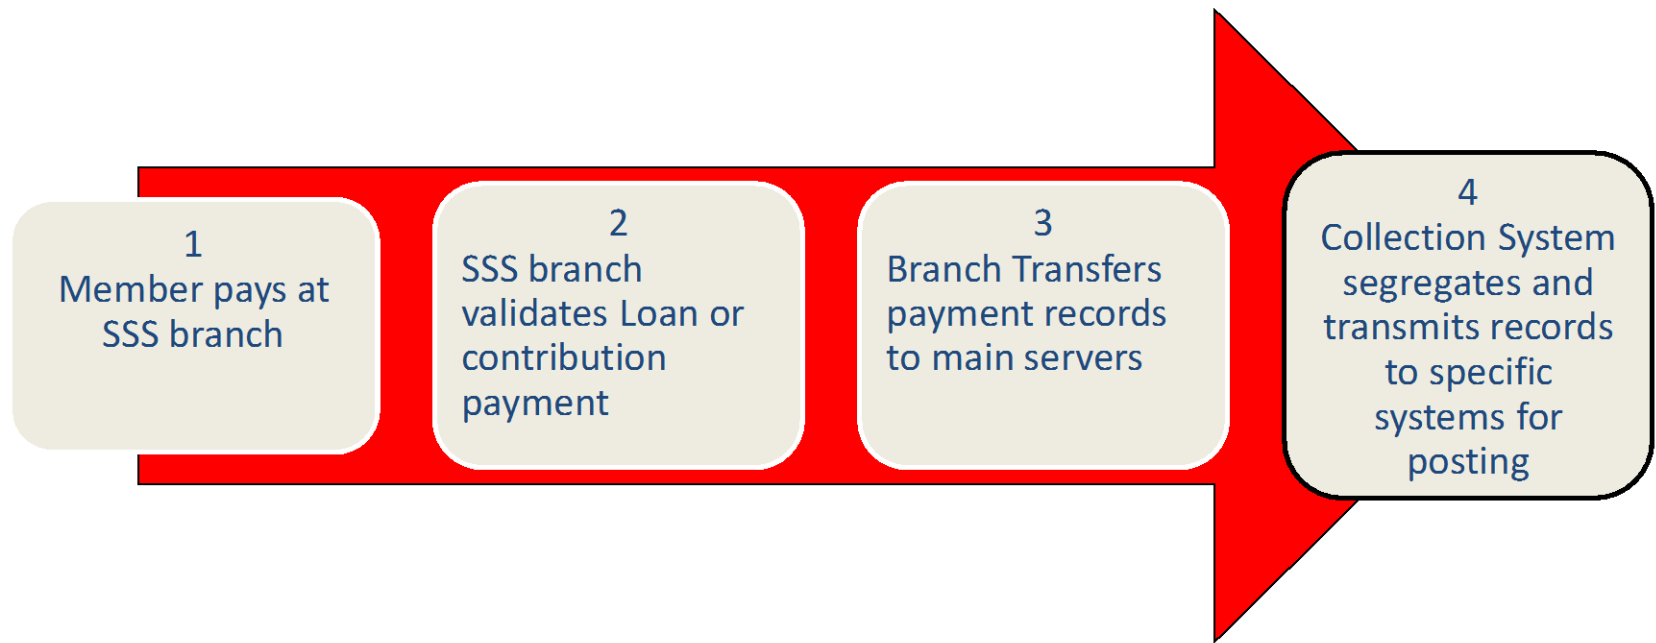 1
Member pays at
SSS branch
2
SSS branch
validates Loan or
contribution
payment
3
Branch Transfers
payment records
to main servers
4
Collection System
segregates and
transmits records
to specific
systems for
posting